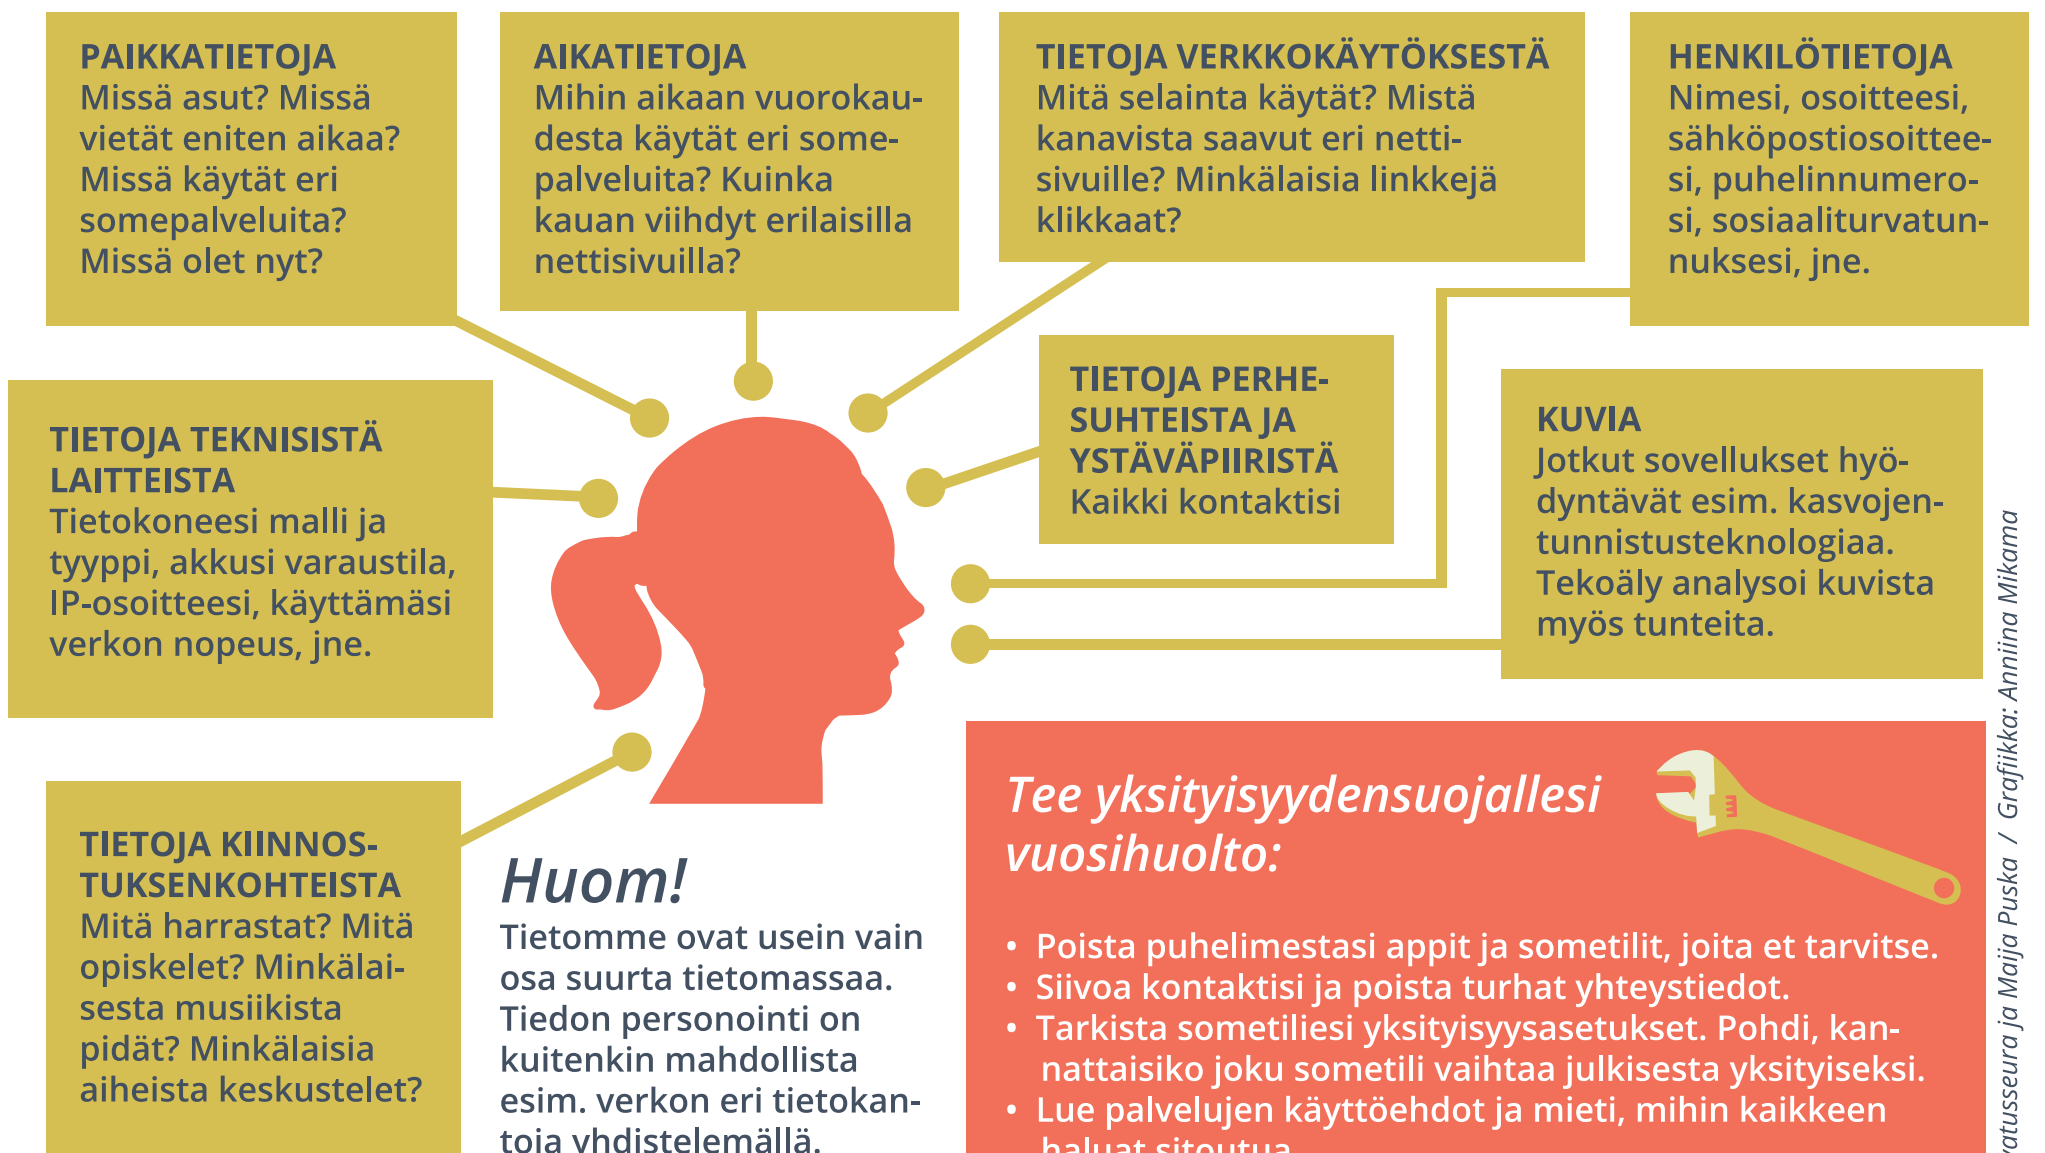 PAIKKATIETOJA
Missä asut? Missä
vietät eniten aikaa?
Missä käytät eri
somepalveluita?
Missä olet nyt?
AIKATIETOJA
Mihin aikaan vuorokau-
desta käytät eri some-
palveluita? Kuinka
kauan viihdyt erilaisilla
nettisivuilla?
TIETOJA VERKKOKÄYTÖKSESTÄ
Mitä selainta käytät? Mistä
kanavista saavut eri netti-
sivuille? Minkälaisia linkkejä
klikkaat?
HENKILÖTIETOJA
Nimesi, osoitteesi,
sähköpostiosoittee-
si, puhelinnumero-
si, sosiaaliturvatun-
nuksesi, jne.
TIETOJA TEKNISISTÄ
LAITTEISTA
Tietokoneesi malli ja
tyyppi, akkusi varaustila,
IP-osoitteesi, käyttämäsi
verkon nopeus, jne.
TIETOJA PERHE-
SUHTEISTA JA
YSTÄVÄPIIRISTÄ
Kaikki kontaktisi
KUVIA
Jotkut sovellukset hyö-
dyntävät esim. kasvojen-
tunnistusteknologiaa.
Tekoäly analysoi kuvista
myös tunteita.
TIETOJA KIINNOS-
TUKSENKOHTEISTA
Mitä harrastat? Mitä
opiskelet? Minkälai-
sesta musiikista
pidät? Minkälaisia
aiheista keskustelet?
Huom!
Tietomme ovat usein vain
osa suurta tietomassaa.
Tiedon personointi on
kuitenkin mahdollista
esim. verkon eri tietokan-
toja yhdistelemällä.
Tee yksityisyydensuojallesi
vuosihuolto:
• Poista puhelimestasi appit ja sometilit, joita et tarvitse.
• Siivoa kontaktisi ja poista turhat yhteystiedot.
• Tarkista sometiliesi yksityisyysasetukset. Pohdi, kan-
nattaisiko joku sometili vaihtaa julkisesta yksityiseksi.
• Lue palvelujen käyttöehdot ja mieti, mihin kaikkeen
haluat sitoutua
vatusseura ja Maija Puska / Grafiikka: Anniina Mikama